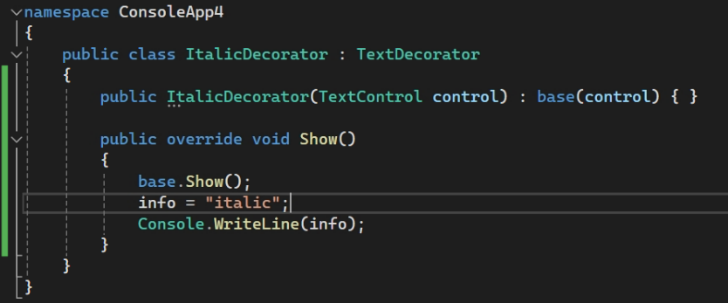 namespace ConsoleApp4
{
    public class ItalicDecorator : TextDecorator
    {
        public ItalicDecorator(TextControl control) : base(control) { }

        public override void Show()
        {
            base.Show();
            info = "italic";
            Console.WriteLine(info);
        }
    }
}